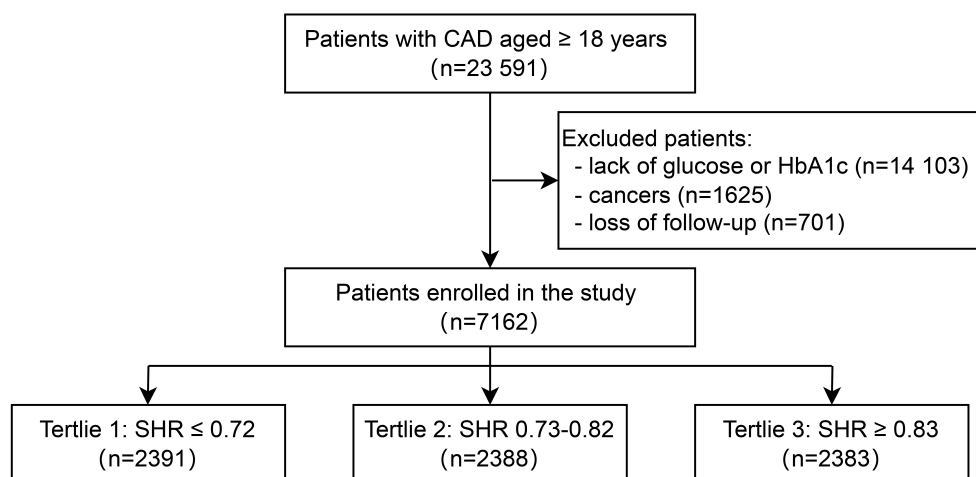 Patients with CAD aged ≥ 18 years
(n=23 591)
Excluded patients:
- lack of glucose or HbA1c (n=14 103)
- cancers (n=1625)
- loss of follow-up (n=701)
Patients enrolled in the study
(n=7162)
Tertlie 1: SHR ≤ 0.72
(n=2391)
Tertlie 2: SHR 0.73-0.82
(n=2388)
Tertlie 3: SHR ≥ 0.83
(n=2383)